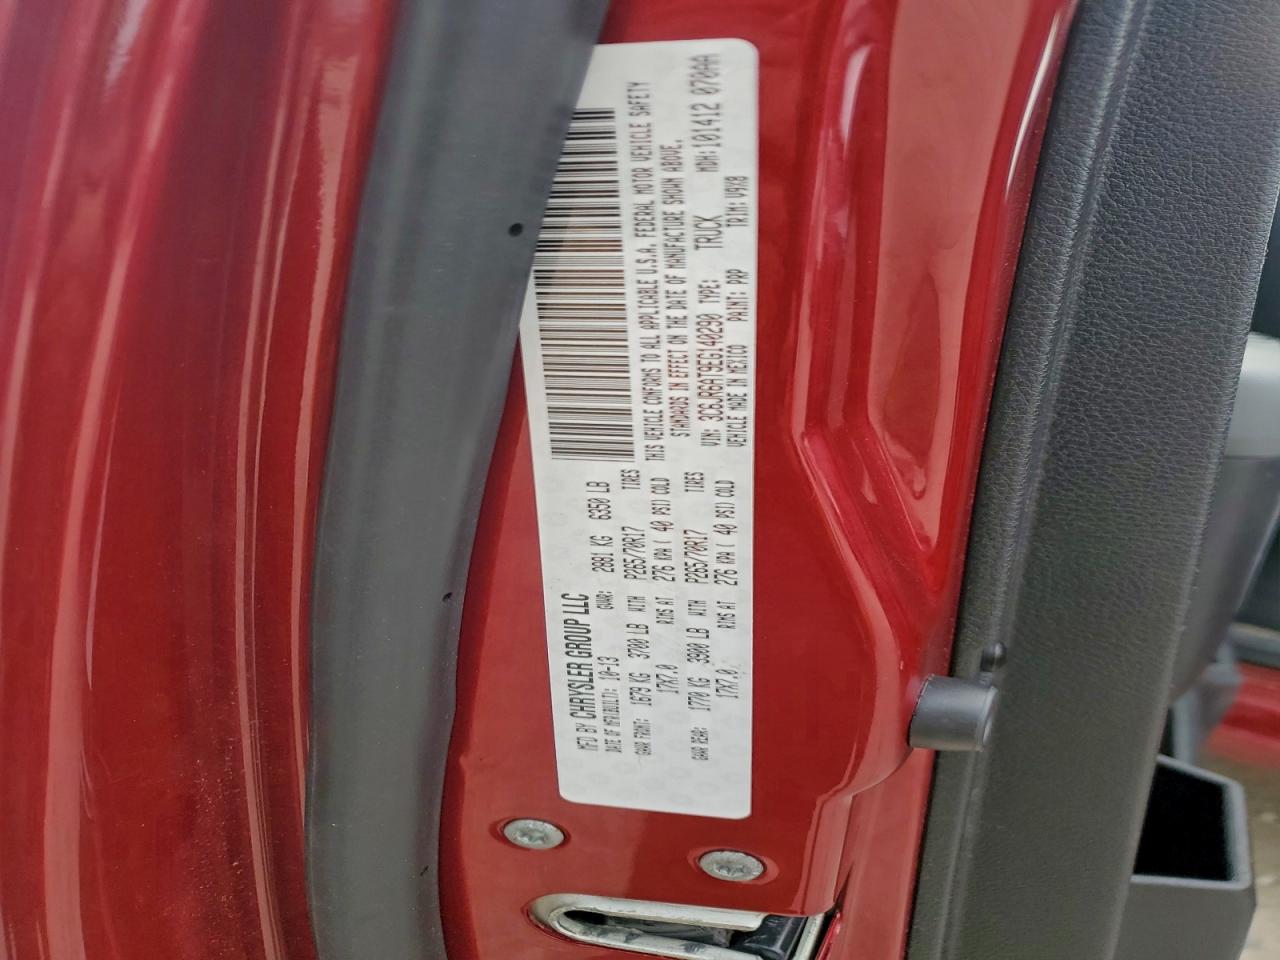 MFD BY CHRYSLER GROUP LLC
DATE OF MFR(BUILT): 10-13 GVWR: 2881 KG 6350 LB
GAWR FRONT: 1679 KG 3700 LB WITH P265/70R17 TIRES
17X7.0 RIMS AT 276 KPA( 40 PSI) COLD
GAWR REAR: 1770 KG 3900 LB WITH P265/70R17 TIRES
17X7.0 RIMS AT 276 KPA( 40 PSI) COLD
THIS VEHICLE CONFORMS TO ALL APPLICABLE U.S.A. FEDERAL MOTOR VEHICLE SAFETY
STANDARDS IN EFFECT ON THE DATE OF MANUFACTURE SHOWN ABOVE.
VIN: 3C6JR6AT9EG140290 TYPE: TRUCK MDH:101412 070AA
VEHICLE MADE IN MEXICO PAINT: PRP TRIM: V9X8